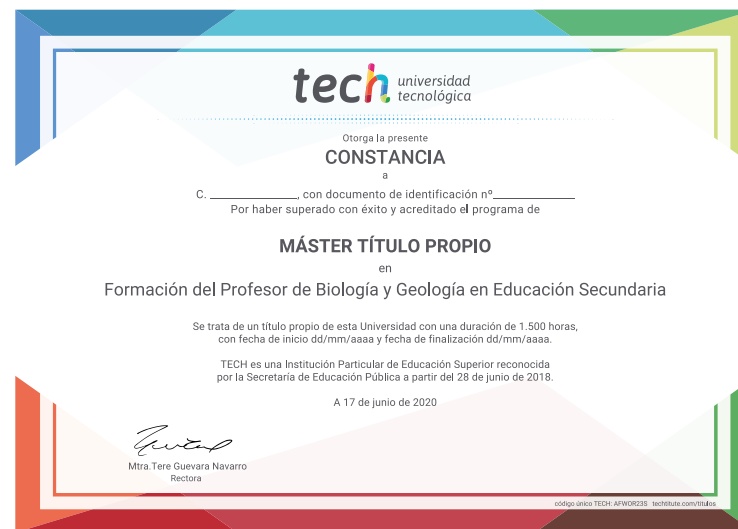 tech universidad
tecnológica
Otorga la presente
CONSTANCIA
a
C. ________________, con documento de identificación nº________________
Por haber superado con éxito y acreditado el programa de
MÁSTER TÍTULO PROPIO
en
Formación del Profesor de Biología y Geología en Educación Secundaria
Se trata de un título propio de esta Universidad con una duración de 1.500 horas,
con fecha de inicio dd/mm/aaaa y fecha de finalización dd/mm/aaaa.
TECH es una Institución Particular de Educación Superior reconocida
por la Secretaría de Educación Pública a partir del 28 de junio de 2018.
A 17 de junio de 2020
Mtra.Tere Guevara Navarro
Rectora
código único TECH: AFWOR23S techtitute.com/titulos